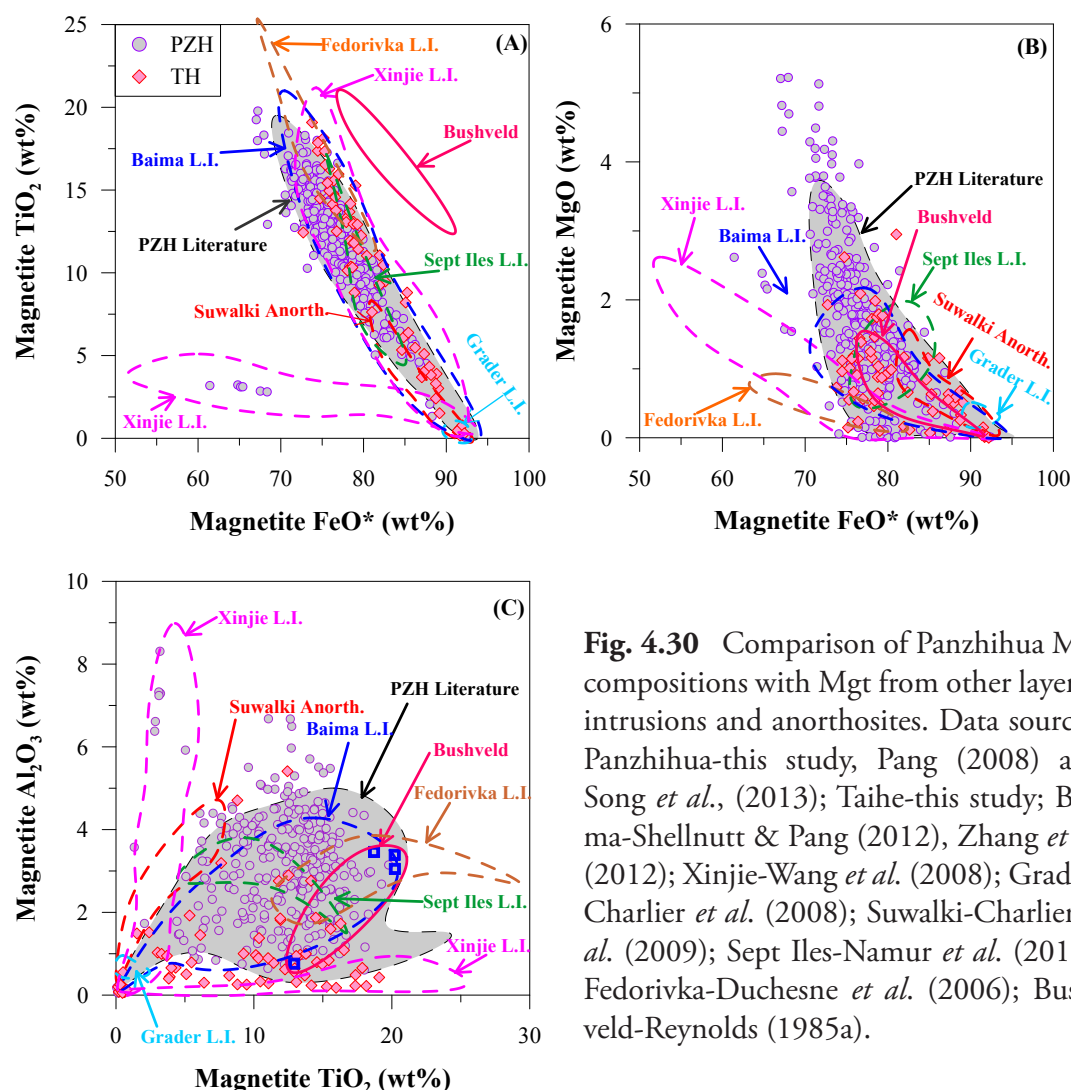 (A)
PZH
TH
Fedorivka L.I.
Xinjie L.I.
Bushveld
Baima L.I.
PZH Literature
Sept Iles L.I.
Suwalki Anorth.
Grader L.I.
Xinjie L.I.
25
20
15
10
5
0
50 60 70 80 90 100
Magnetite TiO2 (wt%)
Magnetite FeO* (wt%)
(B)
PZH Literature
Xinjie L.I.
Bushveld
Baima L.I.
Sept Iles L.I.
Suwalki Anorth.
Grader L.I.
Fedorivka L.I.
6
4
2
0
50 60 70 80 90 100
Magnetite MgO (wt%)
Magnetite FeO* (wt%)
(C)
Xinjie L.I.
PZH Literature
Suwalki Anorth.
Baima L.I.
Bushveld
Fedorivka L.I.
Sept Iles L.I.
Xinjie L.I.
Grader L.I.
10
8
6
4
2
0
0 10 20 30
Magnetite Al2O3 (wt%)
Magnetite TiO2 (wt%)
Fig. 4.30 Comparison of Panzhihua M
compositions with Mgt from other layer
intrusions and anorthosites. Data sourc
Panzhihua-this study, Pang (2008) a
Song et al., (2013); Taihe-this study; B
ma-Shellnutt & Pang (2012), Zhang et
(2012); Xinjie-Wang et al. (2008); Grad
Charlier et al. (2008); Suwalki-Charlier
al. (2009); Sept Iles-Namur et al. (201
Fedorivka-Duchesne et al. (2006); Bus
veld-Reynolds (1985a).